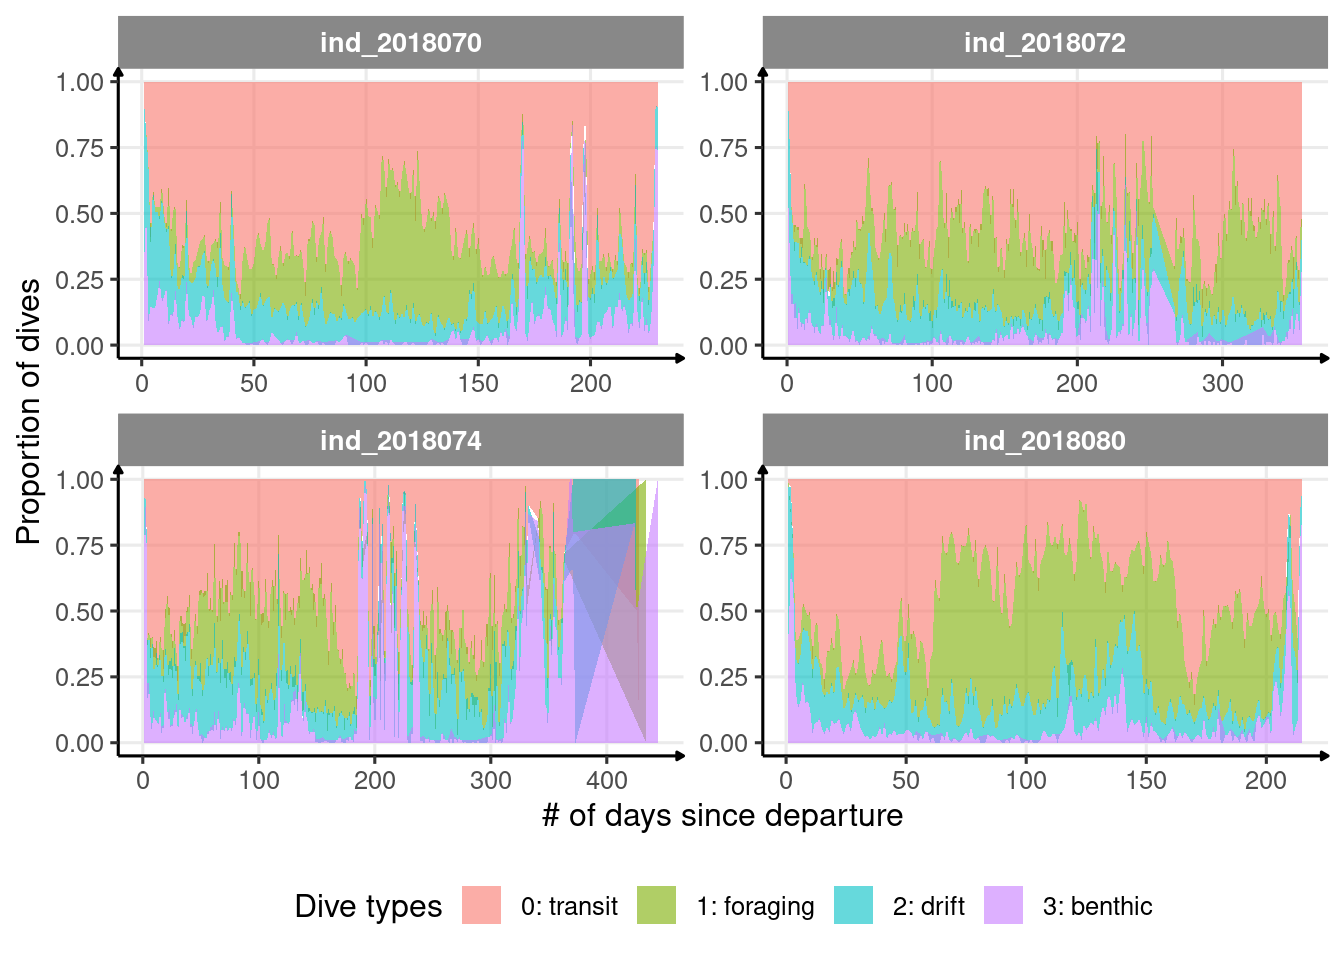 ind_2018070 ind_2018072
1.00 1.00
0.75 0.75
0.50 0.50
0.25 0.25
0.00 0.00
0 50 100 150 200 0 100 200 300
ind_2018074 ind_2018080
1.00 1.00
0.75 0.75
0.50 0.50
0.25 0.25
0.00 0.00
0 100 200 300 400 0 50 100 150 200
Proportion of dives
# of days since departure
Dive types 0: transit 1: foraging 2: drift 3: benthic